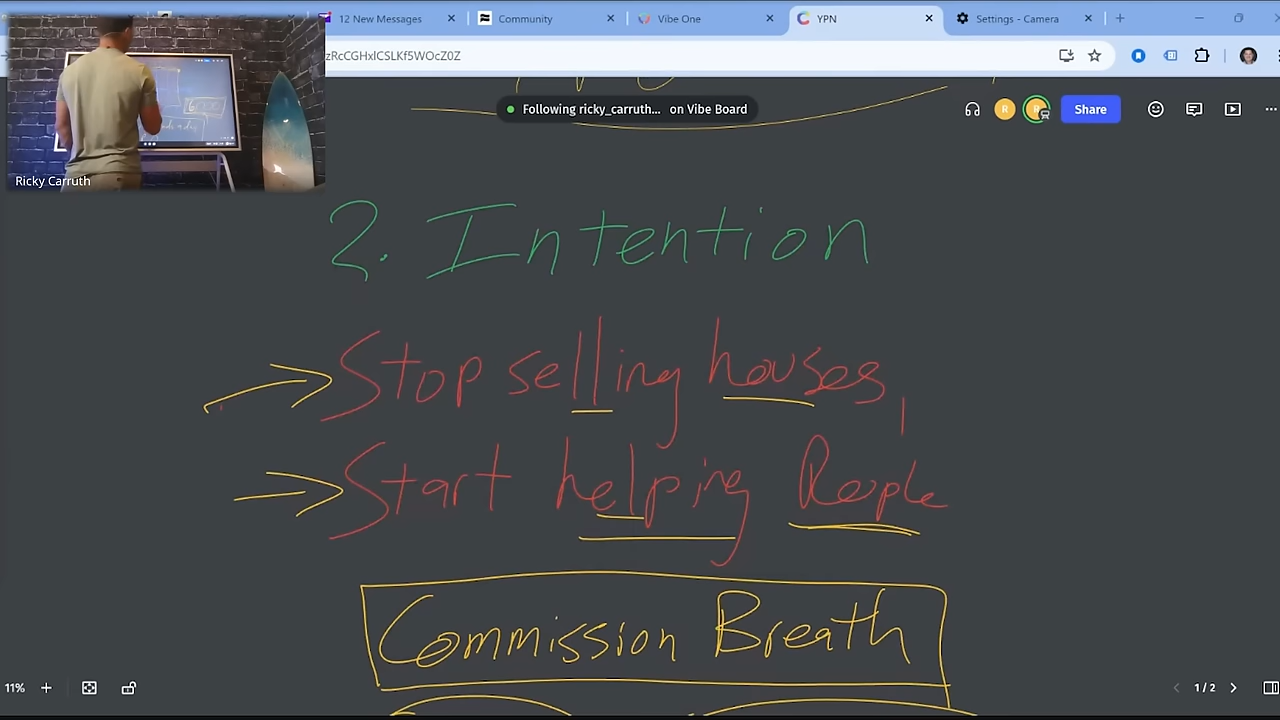 12 New Messages
Community
Vibe One
YPN
Settings - Camera
zRcCGHxICSLKf5WOcZ0Z
Following ricky_carruth... on Vibe Board
R
R
Share
Ricky Carruth
2. Intention
Stop selling houses,
Start helping People
Commission Breath
11%
1 / 2